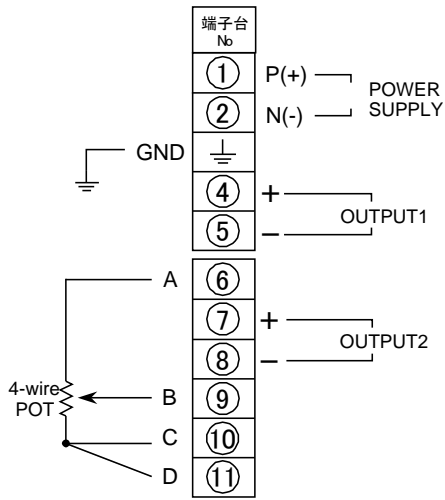 端子台
No
① P(+)
POWER
SUPPLY
② N(-)
GND
④ +
OUTPUT1
⑤ −
A ⑥
⑦ +
OUTPUT2
⑧ −
4-wire
POT
B ⑨
C ⑩
D ⑪